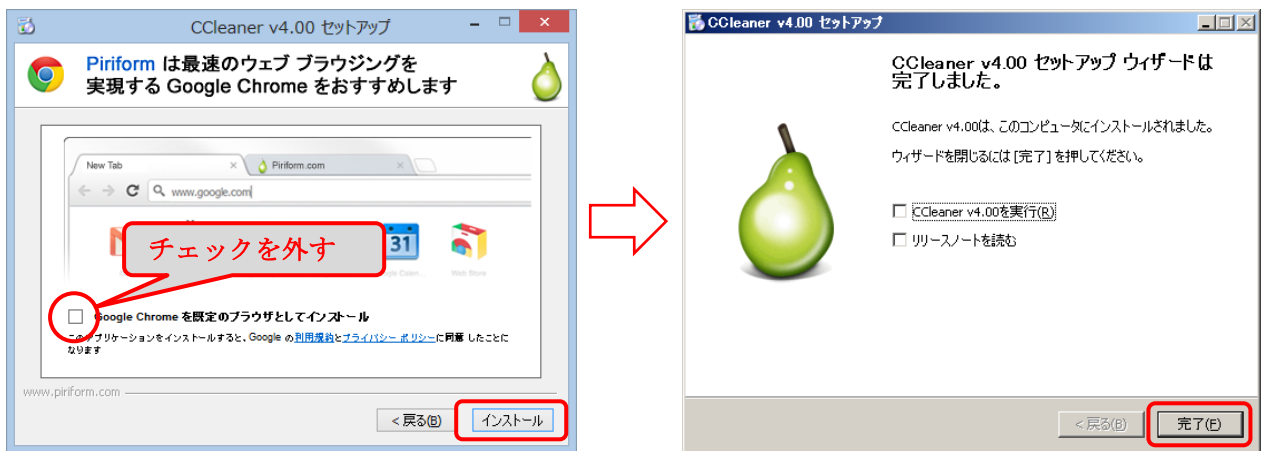 CCleaner v4.00 セットアップ
Piriform は最速のウェブ ブラウジングを
実現する Google Chrome をおすすめします
New Tab
Piriform.com
www.google.com
31
Web Store
チェックを外す
Google Chrome を既定のブラウザとしてインストール
このアプリケーションをインストールすると、Google の利用規約とプライバシー ポリシーに同意 したことに
なります
www.piriform.com
< 戻る(B)
インストール
CCleaner v4.00 セットアップ
CCleaner v4.00 セットアップ ウィザードは
完了しました。
CCleaner v4.00は、このコンピュータにインストールされました。
ウィザードを閉じるには [完了] を押してください。
CCleaner v4.00を実行(R)
リリースノートを読む
< 戻る(B)
完了(F)